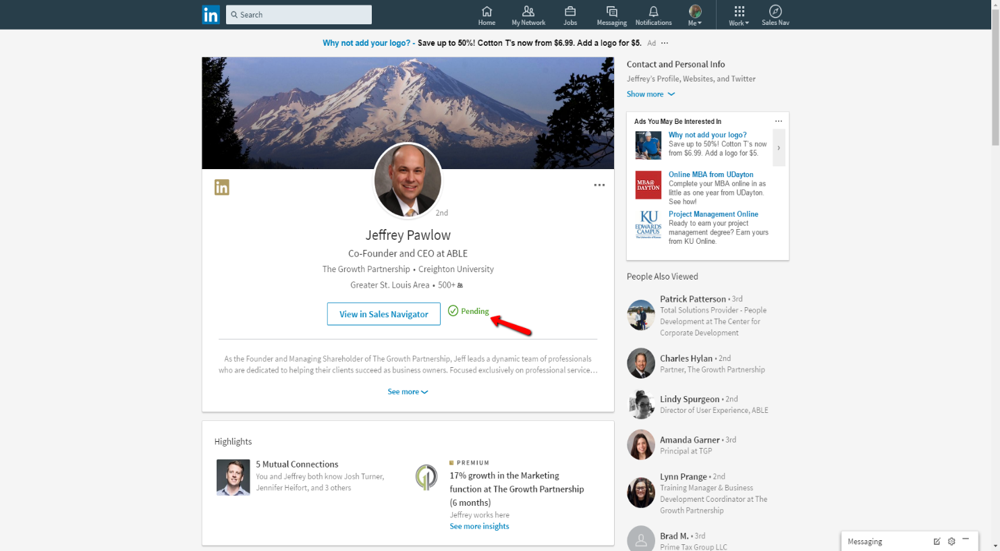 in
Search
Home
My Network
Jobs
Messaging
Notifications
Me
Work
Sales Nav
Why not add your logo? - Save up to 50%! Cotton T's now from $6.99. Add a logo for $5. Ad ...
in
2nd
Jeffrey Pawlow
Co-Founder and CEO at ABLE
The Growth Partnership • Creighton University
Greater St. Louis Area • 500+
View in Sales Navigator
Pending
As the Founder and Managing Shareholder of The Growth Partnership, Jeff leads a dynamic team of professionals
who are dedicated to helping their clients succeed as business owners. Focused exclusively on professional service...
See more
Highlights
5 Mutual Connections
You and Jeffrey both know Josh Turner,
Jennifer Heifort, and 3 others
PREMIUM
17% growth in the Marketing
function at The Growth Partnership
(6 months)
Jeffrey works here
See more insights
Contact and Personal Info
Jeffrey's Profile, Websites, and Twitter
Show more
Ads You May Be Interested In
Why not add your logo?
Save up to 50%! Cotton T's now
from $6.99. Add a logo for $5.
MBA@
DAYTON
Online MBA from UDayton
Complete your MBA online in as
little as one year from UDayton.
See how!
KU
EDWARDS
CAMPUS
The University of Kansas
Project Management Online
Ready to earn your project
management degree? Earn yours
from KU Online.
People Also Viewed
Patrick Patterson • 3rd
Total Solutions Provider - People
Development at The Center for
Corporate Development
Charles Hylan • 2nd
Partner, The Growth Partnership
Lindy Spurgeon • 2nd
Director of User Experience, ABLE
Amanda Garner • 3rd
Principal at TGP
Lynn Prange • 2nd
Training Manager & Business
Development Coordinator at The
Growth Partnership
Brad M. • 3rd
Prime Tax Group LLC
Messaging